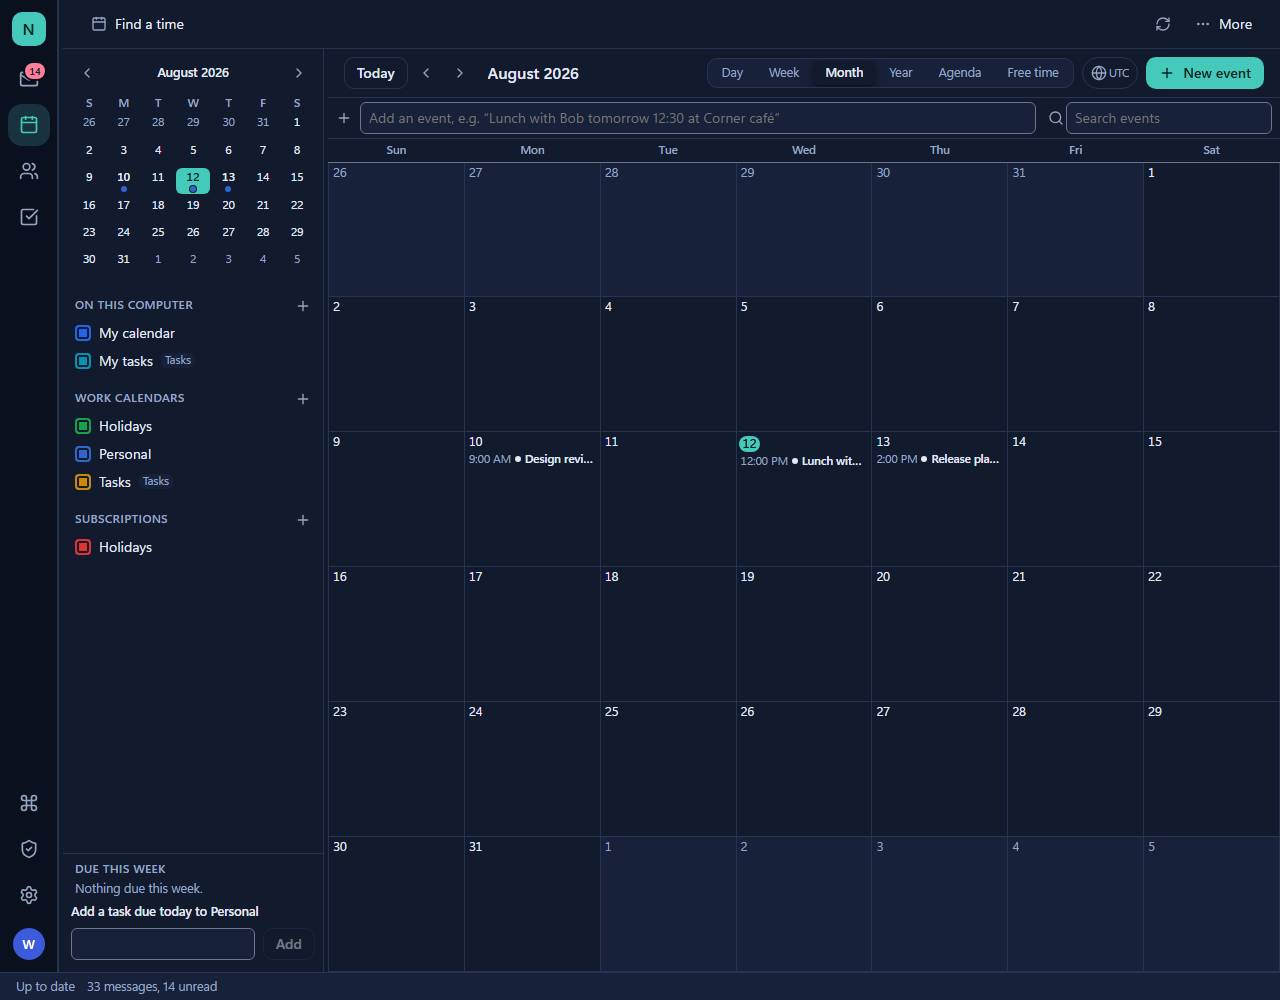 N
Find a time
More
14
August 2026
S M T W T F S
26 27 28 29 30 31 1
2 3 4 5 6 7 8
9 10 11 12 13 14 15
16 17 18 19 20 21 22
23 24 25 26 27 28 29
30 31 1 2 3 4 5
ON THIS COMPUTER
My calendar
My tasks Tasks
WORK CALENDARS
Holidays
Personal
Tasks Tasks
SUBSCRIPTIONS
Holidays
DUE THIS WEEK
Nothing due this week.
Add a task due today to Personal
Add
W
Today
August 2026
Day Week Month Year Agenda Free time
UTC
New event
Add an event, e.g. “Lunch with Bob tomorrow 12:30 at Corner café”
Search events
Sun Mon Tue Wed Thu Fri Sat
26 27 28 29 30 31 1
2 3 4 5 6 7 8
9 10 11 12 13 14 15
9:00 AM Design revi...
12:00 PM Lunch wit...
2:00 PM Release pla...
16 17 18 19 20 21 22
23 24 25 26 27 28 29
30 31 1 2 3 4 5
Up to date 33 messages, 14 unread